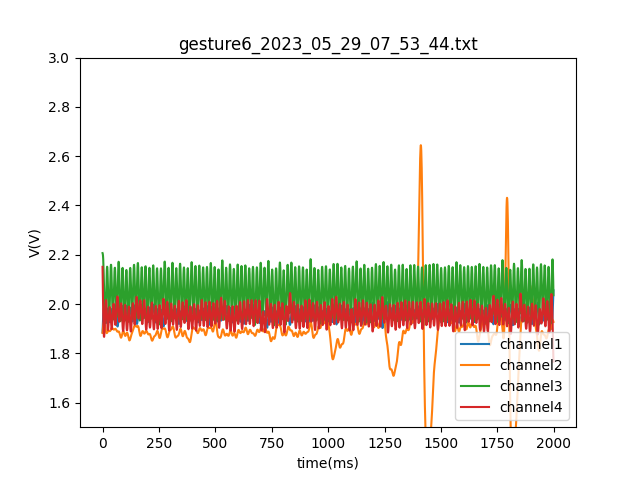 gesture6_2023_05_29_07_53_44.txt
3.0
2.8
2.6
2.4
2.2
2.0
1.8
1.6
V(V)
channel1
channel2
channel3
channel4
0 250 500 750 1000 1250 1500 1750 2000
time(ms)